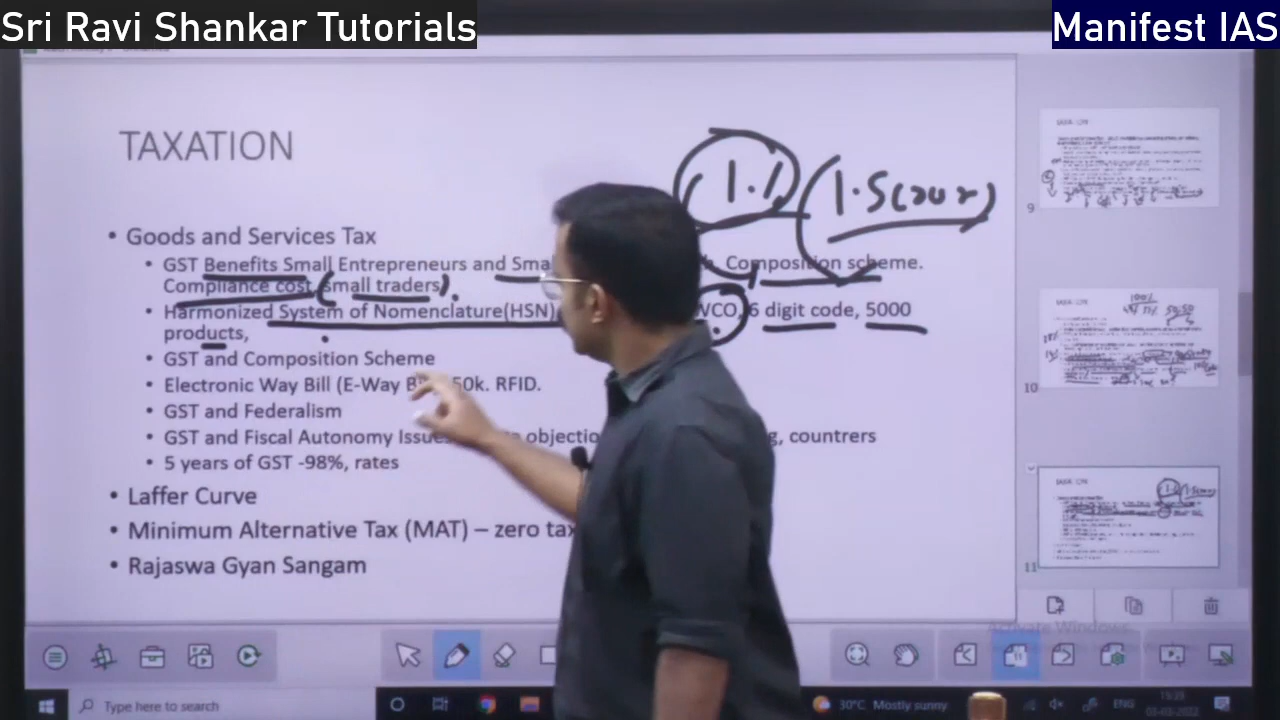 Sri Ravi Shankar Tutorials
Manifest IAS
TAXATION
1.1
1.5
• Goods and Services Tax
• GST Benefits Small Entrepreneurs and Composition scheme.
Compliance cost, (small traders).
• Harmonized System of Nomenclature(HSN) WCO, 6 digit code, 5000
products,
• GST and Composition Scheme
• Electronic Way Bill (E-Way 50k. RFID.
• GST and Federalism
• GST and Fiscal Autonomy countrers
• 5 years of GST -98%, rates
• Laffer Curve
• Minimum Alternative Tax (MAT) – zero tax
• Rajaswa Gyan Sangam
9
10
11
Activate Windows
Type here to search
30°C Mostly sunny
ENG